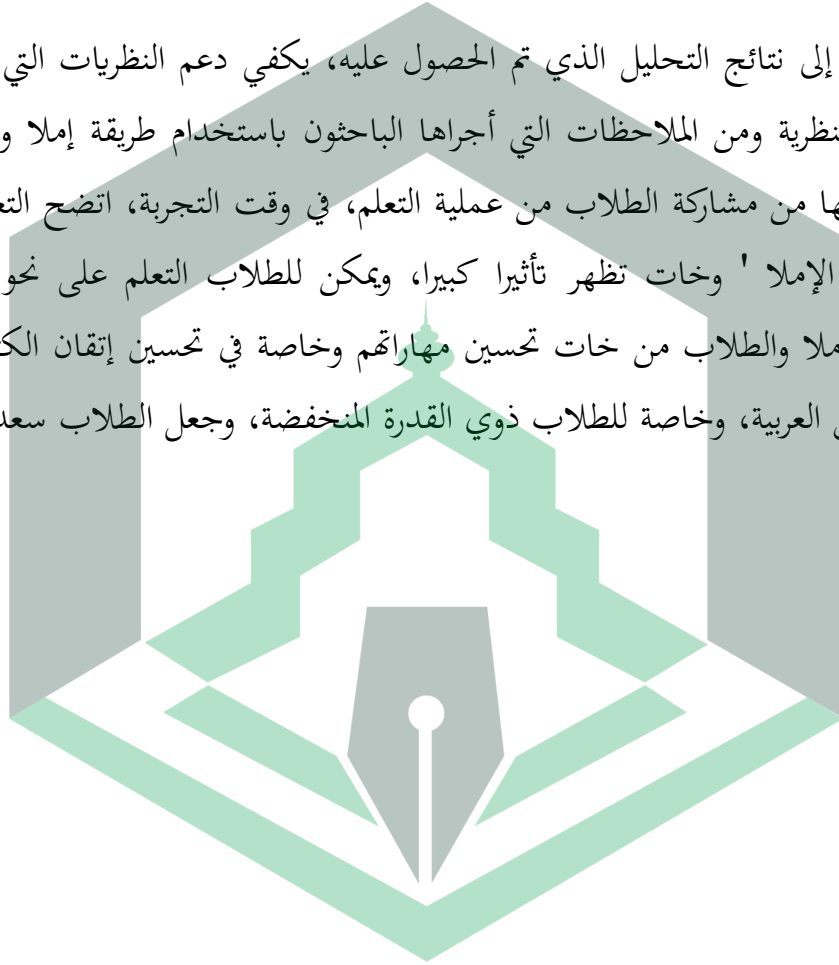 إلى نتائج التحليل الذي تم الحصول عليه، يكفي دعم النظريات التي
نظرية ومن الملاحظات التي أجراها الباحثون باستخدام طريقة إملا و
ها من مشاركة الطلاب من عملية التعلم، في وقت التجربة، اتضح التع
الإملا ' وخات تظهر تأثيرا كبيرا، ويمكن للطلاب التعلم على نحو
ملا والطلاب من خات تحسين مهاراتهم وخاصة في تحسين إتقان الكت
العربية، وخاصة للطلاب ذوي القدرة المنخفضة، وجعل الطلاب سعد